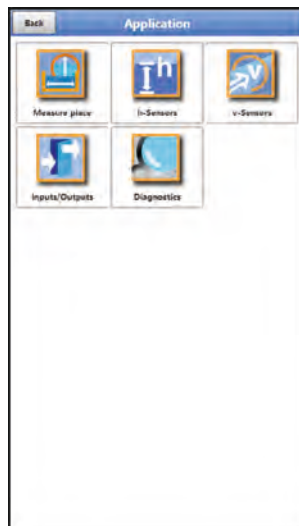 Back
Application
Measure place
h-Sensors
v-Sensors
Inputs/Outputs
Diagnostics
h
v